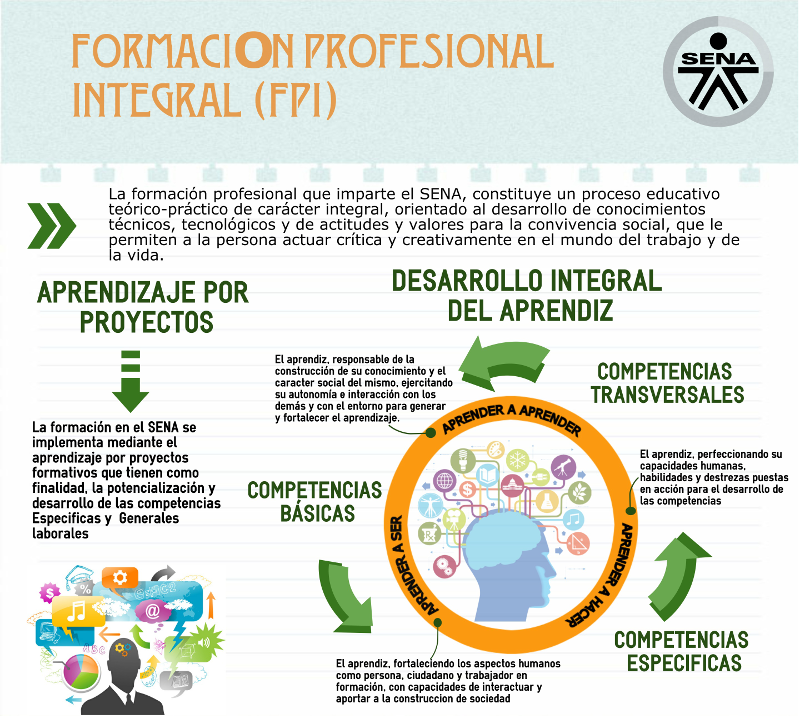 FORMACION PROFESIONAL
INTEGRAL (FPI)
SENA
La formación profesional que imparte el SENA, constituye un proceso educativo
teórico-práctico de carácter integral, orientado al desarrollo de conocimientos
técnicos, tecnológicos y de actitudes y valores para la convivencia social, que le
permiten a la persona actuar crítica y creativamente en el mundo del trabajo y de
la vida.
APRENDIZAJE POR
PROYECTOS
La formación en el SENA se
implementa mediante el
aprendizaje por proyectos
formativos que tienen como
finalidad, la potencialización y
desarrollo de las competencias
Especificas y Generales
laborales
DESARROLLO INTEGRAL
DEL APRENDIZ
El aprendiz, responsable de la
construcción de su conocimiento y el
caracter social del mismo, ejercitando
su autonomía e interacción con los
demás y con el entorno para generar
y fortalecer el aprendizaje.
COMPETENCIAS
TRANSVERSALES
APRENDER A APRENDER
El aprendiz, perfeccionando su
capacidades humanas,
habilidades y destrezas puestas
en acción para el desarrollo de
las competencias
COMPETENCIAS
BÁSICAS
APRENDER A SER
APRENDER A HACER
COMPETENCIAS
ESPECIFICAS
El aprendiz, fortaleciendo los aspectos humanos
como persona, ciudadano y trabajador en
formación, con capacidades de interactuar y
aportar a la construccion de sociedad